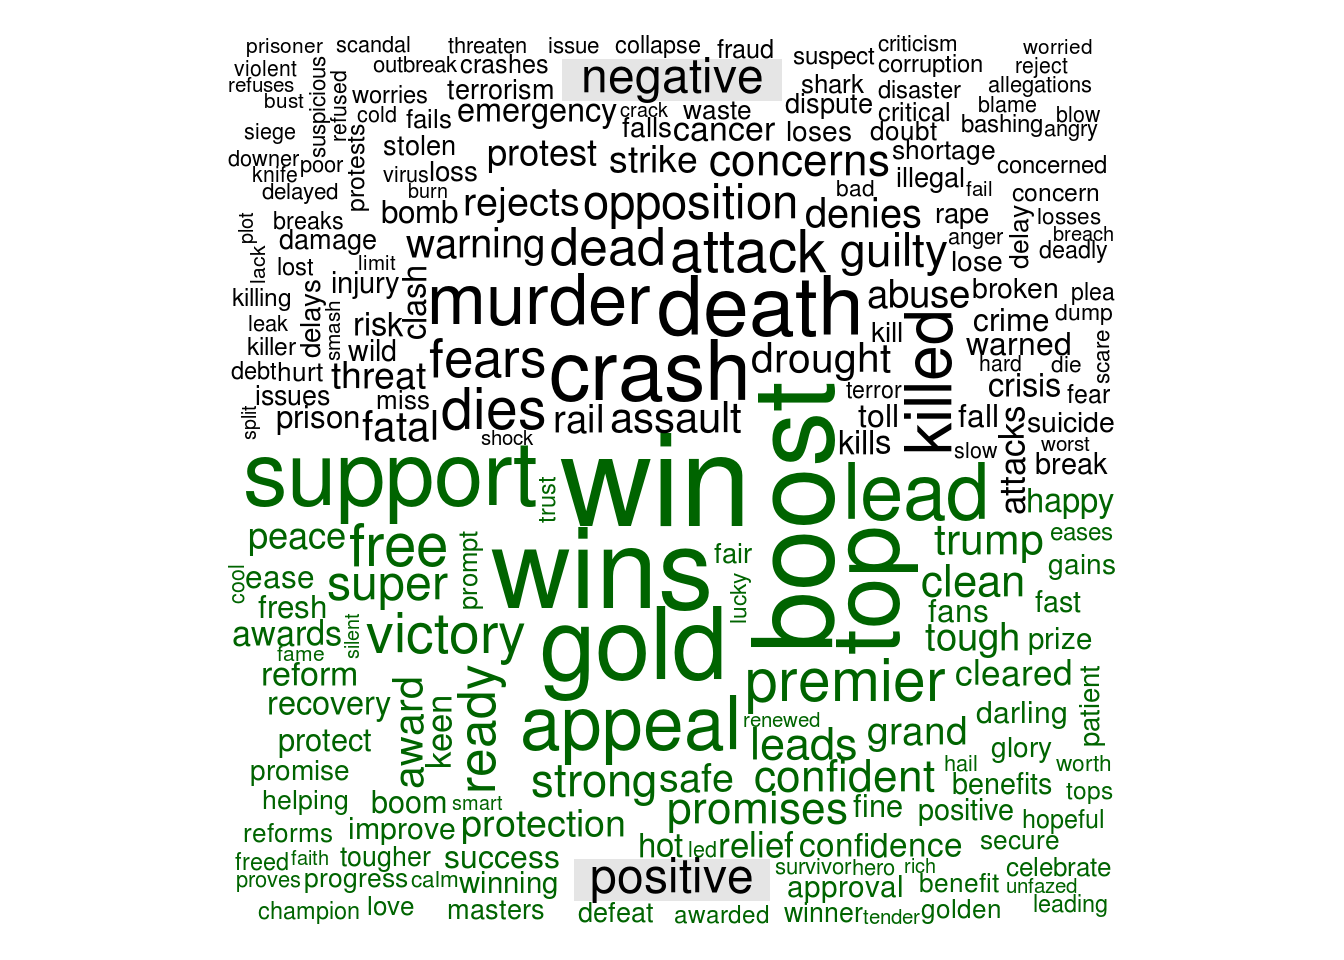 prisoner scandal threaten issue collapse fraud suspect criticism worried
violent outbreak crashes negative corruption reject
refuses suspicious refused worries terrorism shark disaster allegations
bust cold fails emergency crack waste dispute critical blame blow
siege protests stolen falls cancer loses doubt bashing angry
downer poor protest strike concerns shortage concerned
knife virus loss illegal fail
delayed burn bad concern
plot breaks bomb rejects opposition denies rape delay losses
damage warning dead attack guilty anger breach
lack lost limit injury clash lose deadly
killing delays murder death abuse broken plea
leak smash risk kill killed crime dump
killer wild fears crash drought warned scare
debt hurt threat terror hard die
issues miss crisis fear
split prison fatal dies rail assault toll fall attacks suicide
shock kills slow worst
support win boost lead break
trust happy
peace free prompt wins fair top trump eases
cool ease super lucky clean gains
fresh fans fast
awards silent victory gold tough prize
fame
reform premier cleared patient
recovery award keen ready appeal renewed grand darling
protect leads glory
promise strong safe confident hail worth
helping boom smart promises fine benefits tops
reforms improve protection positive hopeful
hot led relief confidence secure
freed faith tougher success positive survivor hero rich celebrate
proves progress calm winning approval benefit unfazed
champion love masters defeat awarded winner tender golden leading